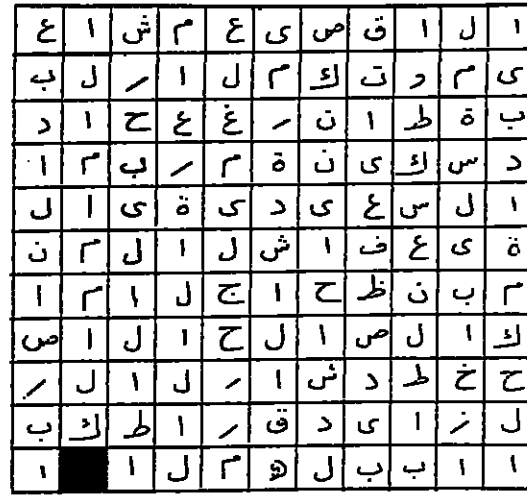 ا ل ا ق ص ى ع م ش ا ع
ى م و ت ك م ل ا ر ل ب
ب ة ط ا ن ر غ ع ح ا د
د س ك ى ن ة م ر ب م ا
ا ل س ع ى د ى ة ى ا ل
ة ى ع ف ا ش ل ا ل م ن
م ب ن ظ ح ا ج ل ا م ا
ك ا ل ص ا ل ح ا ل ا ص
ح خ ط د ش ا ر ل ا ل ر
ل ز ا ى د ق ر ا ط ك ب
ا ا ب ب ل ه م ل ا ا